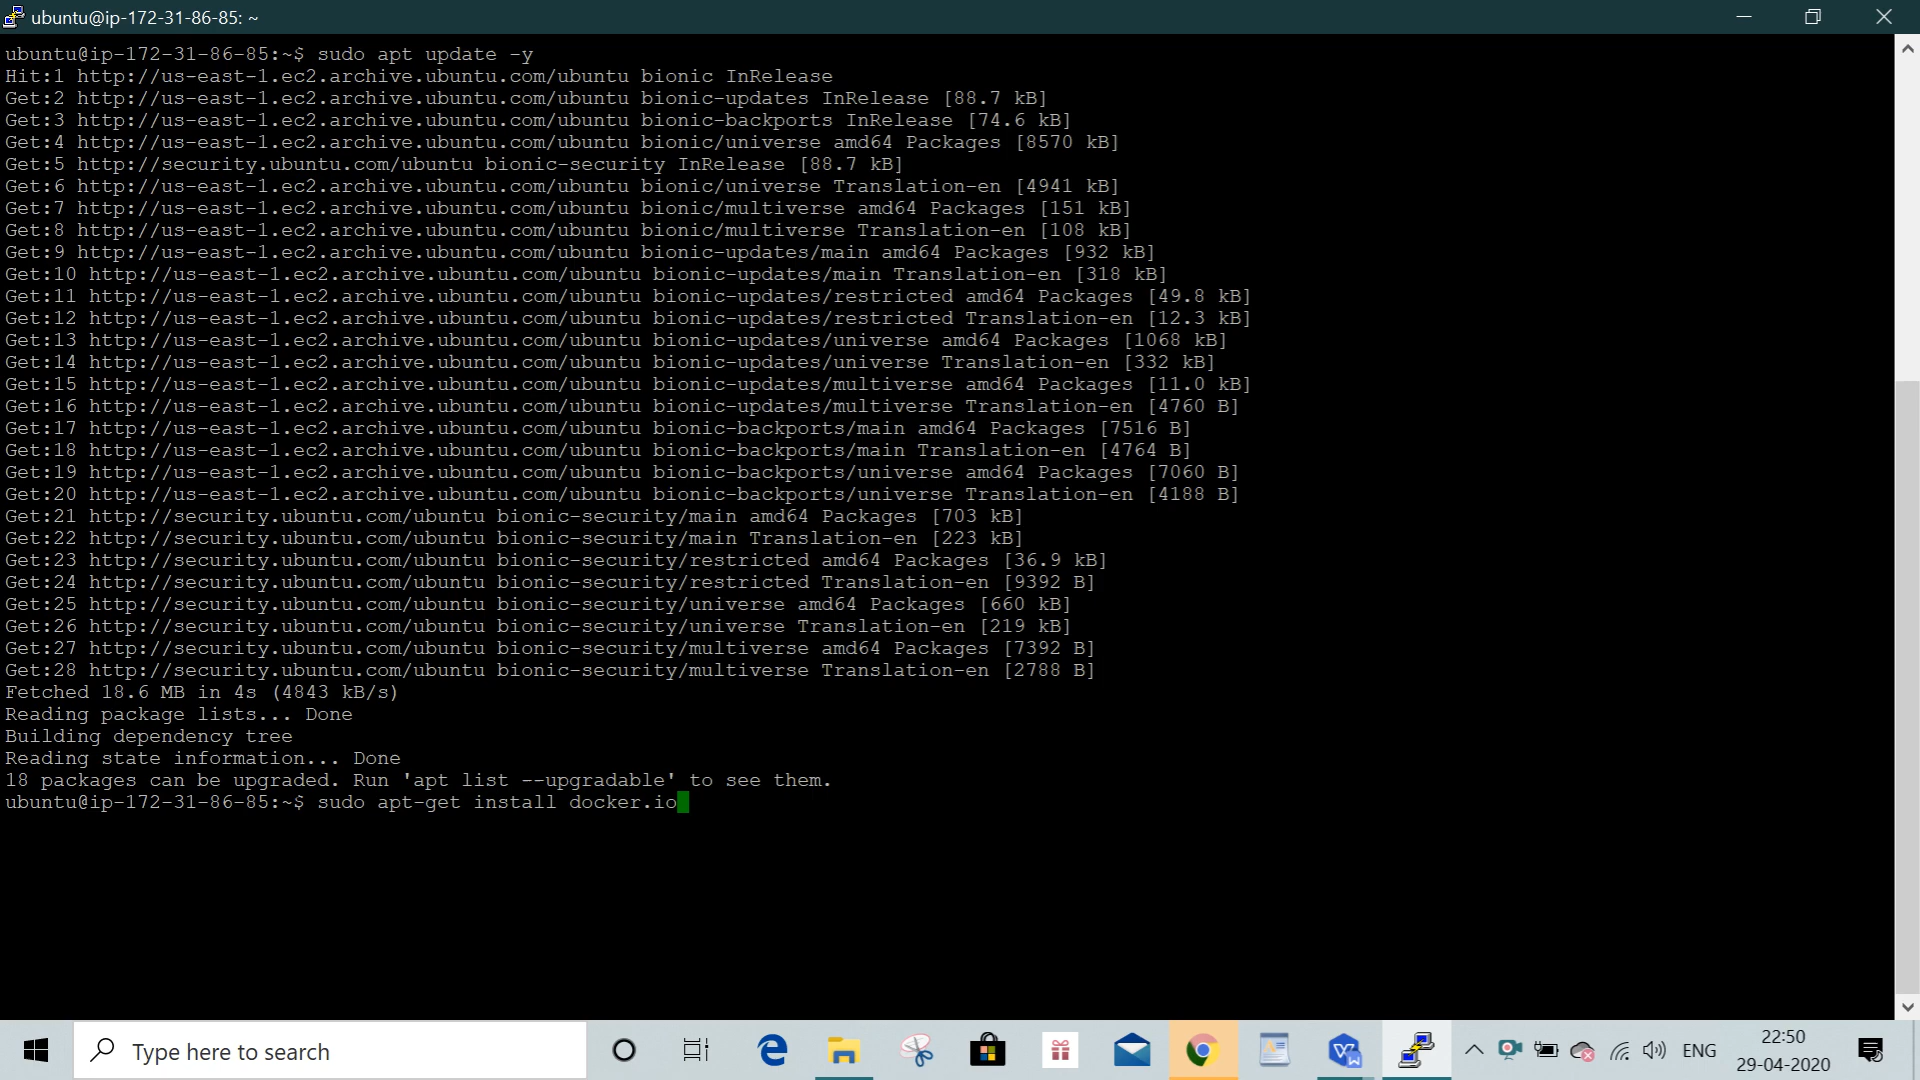 ubuntu@ip-172-31-86-85: ~
ubuntu@ip-172-31-86-85:~$ sudo apt update -y
Hit:1 http://us-east-1.ec2.archive.ubuntu.com/ubuntu bionic InRelease
Get:2 http://us-east-1.ec2.archive.ubuntu.com/ubuntu bionic-updates InRelease [88.7 kB]
Get:3 http://us-east-1.ec2.archive.ubuntu.com/ubuntu bionic-backports InRelease [74.6 kB]
Get:4 http://us-east-1.ec2.archive.ubuntu.com/ubuntu bionic/universe amd64 Packages [8570 kB]
Get:5 http://security.ubuntu.com/ubuntu bionic-security InRelease [88.7 kB]
Get:6 http://us-east-1.ec2.archive.ubuntu.com/ubuntu bionic/universe Translation-en [4941 kB]
Get:7 http://us-east-1.ec2.archive.ubuntu.com/ubuntu bionic/multiverse amd64 Packages [151 kB]
Get:8 http://us-east-1.ec2.archive.ubuntu.com/ubuntu bionic/multiverse Translation-en [108 kB]
Get:9 http://us-east-1.ec2.archive.ubuntu.com/ubuntu bionic-updates/main amd64 Packages [932 kB]
Get:10 http://us-east-1.ec2.archive.ubuntu.com/ubuntu bionic-updates/main Translation-en [318 kB]
Get:11 http://us-east-1.ec2.archive.ubuntu.com/ubuntu bionic-updates/restricted amd64 Packages [49.8 kB]
Get:12 http://us-east-1.ec2.archive.ubuntu.com/ubuntu bionic-updates/restricted Translation-en [12.3 kB]
Get:13 http://us-east-1.ec2.archive.ubuntu.com/ubuntu bionic-updates/universe amd64 Packages [1068 kB]
Get:14 http://us-east-1.ec2.archive.ubuntu.com/ubuntu bionic-updates/universe Translation-en [332 kB]
Get:15 http://us-east-1.ec2.archive.ubuntu.com/ubuntu bionic-updates/multiverse amd64 Packages [11.0 kB]
Get:16 http://us-east-1.ec2.archive.ubuntu.com/ubuntu bionic-updates/multiverse Translation-en [4760 B]
Get:17 http://us-east-1.ec2.archive.ubuntu.com/ubuntu bionic-backports/main amd64 Packages [7516 B]
Get:18 http://us-east-1.ec2.archive.ubuntu.com/ubuntu bionic-backports/main Translation-en [4764 B]
Get:19 http://us-east-1.ec2.archive.ubuntu.com/ubuntu bionic-backports/universe amd64 Packages [7060 B]
Get:20 http://us-east-1.ec2.archive.ubuntu.com/ubuntu bionic-backports/universe Translation-en [4188 B]
Get:21 http://security.ubuntu.com/ubuntu bionic-security/main amd64 Packages [703 kB]
Get:22 http://security.ubuntu.com/ubuntu bionic-security/main Translation-en [223 kB]
Get:23 http://security.ubuntu.com/ubuntu bionic-security/restricted amd64 Packages [36.9 kB]
Get:24 http://security.ubuntu.com/ubuntu bionic-security/restricted Translation-en [9392 B]
Get:25 http://security.ubuntu.com/ubuntu bionic-security/universe amd64 Packages [660 kB]
Get:26 http://security.ubuntu.com/ubuntu bionic-security/universe Translation-en [219 kB]
Get:27 http://security.ubuntu.com/ubuntu bionic-security/multiverse amd64 Packages [7392 B]
Get:28 http://security.ubuntu.com/ubuntu bionic-security/multiverse Translation-en [2788 B]
Fetched 18.6 MB in 4s (4843 kB/s)
Reading package lists... Done
Building dependency tree
Reading state information... Done
18 packages can be upgraded. Run 'apt list --upgradable' to see them.
ubuntu@ip-172-31-86-85:~$ sudo apt-get install docker.io
Type here to search
ENG
22:50
29-04-2020